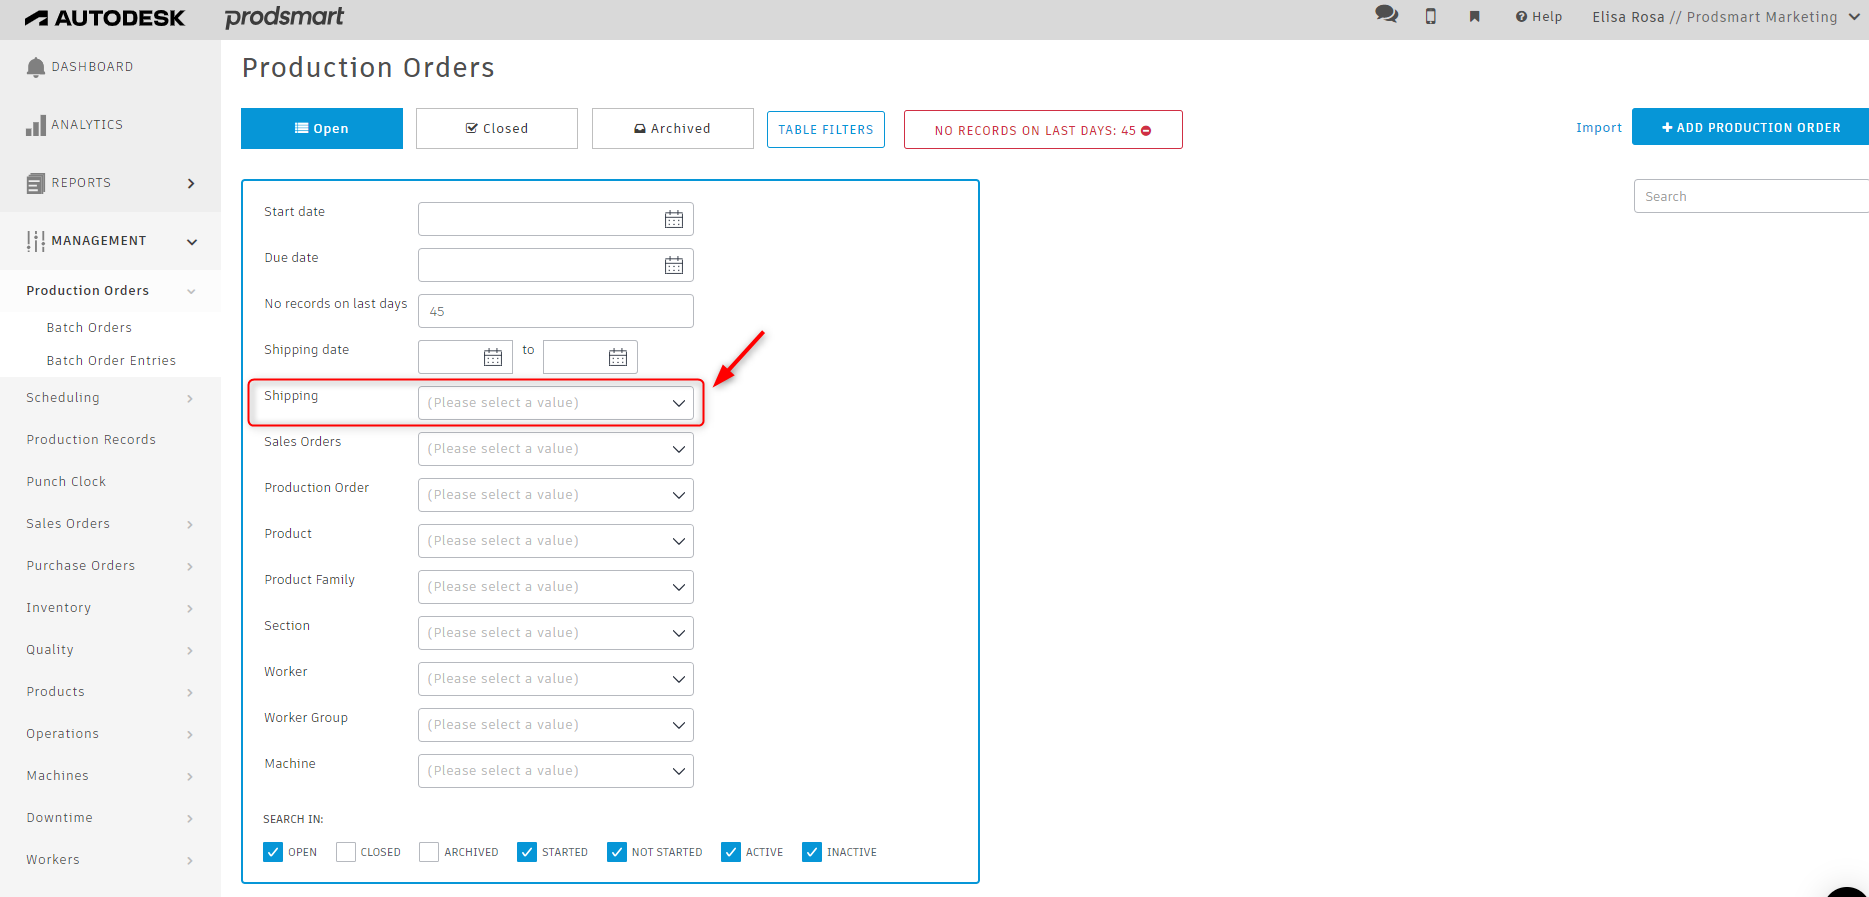 AUTODESK prodsmart
Help Elisa Rosa // Prodsmart Marketing
DASHBOARD
ANALYTICS
REPORTS
MANAGEMENT
Production Orders
Batch Orders
Batch Order Entries
Scheduling
Production Records
Punch Clock
Sales Orders
Purchase Orders
Inventory
Quality
Products
Operations
Machines
Downtime
Workers
Production Orders
Open Closed Archived TABLE FILTERS NO RECORDS ON LAST DAYS: 45 Import + ADD PRODUCTION ORDER
Search
Start date
Due date
No records on last days 45
Shipping date to
Shipping (Please select a value)
Sales Orders (Please select a value)
Production Order (Please select a value)
Product (Please select a value)
Product Family (Please select a value)
Section (Please select a value)
Worker (Please select a value)
Worker Group (Please select a value)
Machine (Please select a value)
SEARCH IN:
OPEN CLOSED ARCHIVED STARTED NOT STARTED ACTIVE INACTIVE